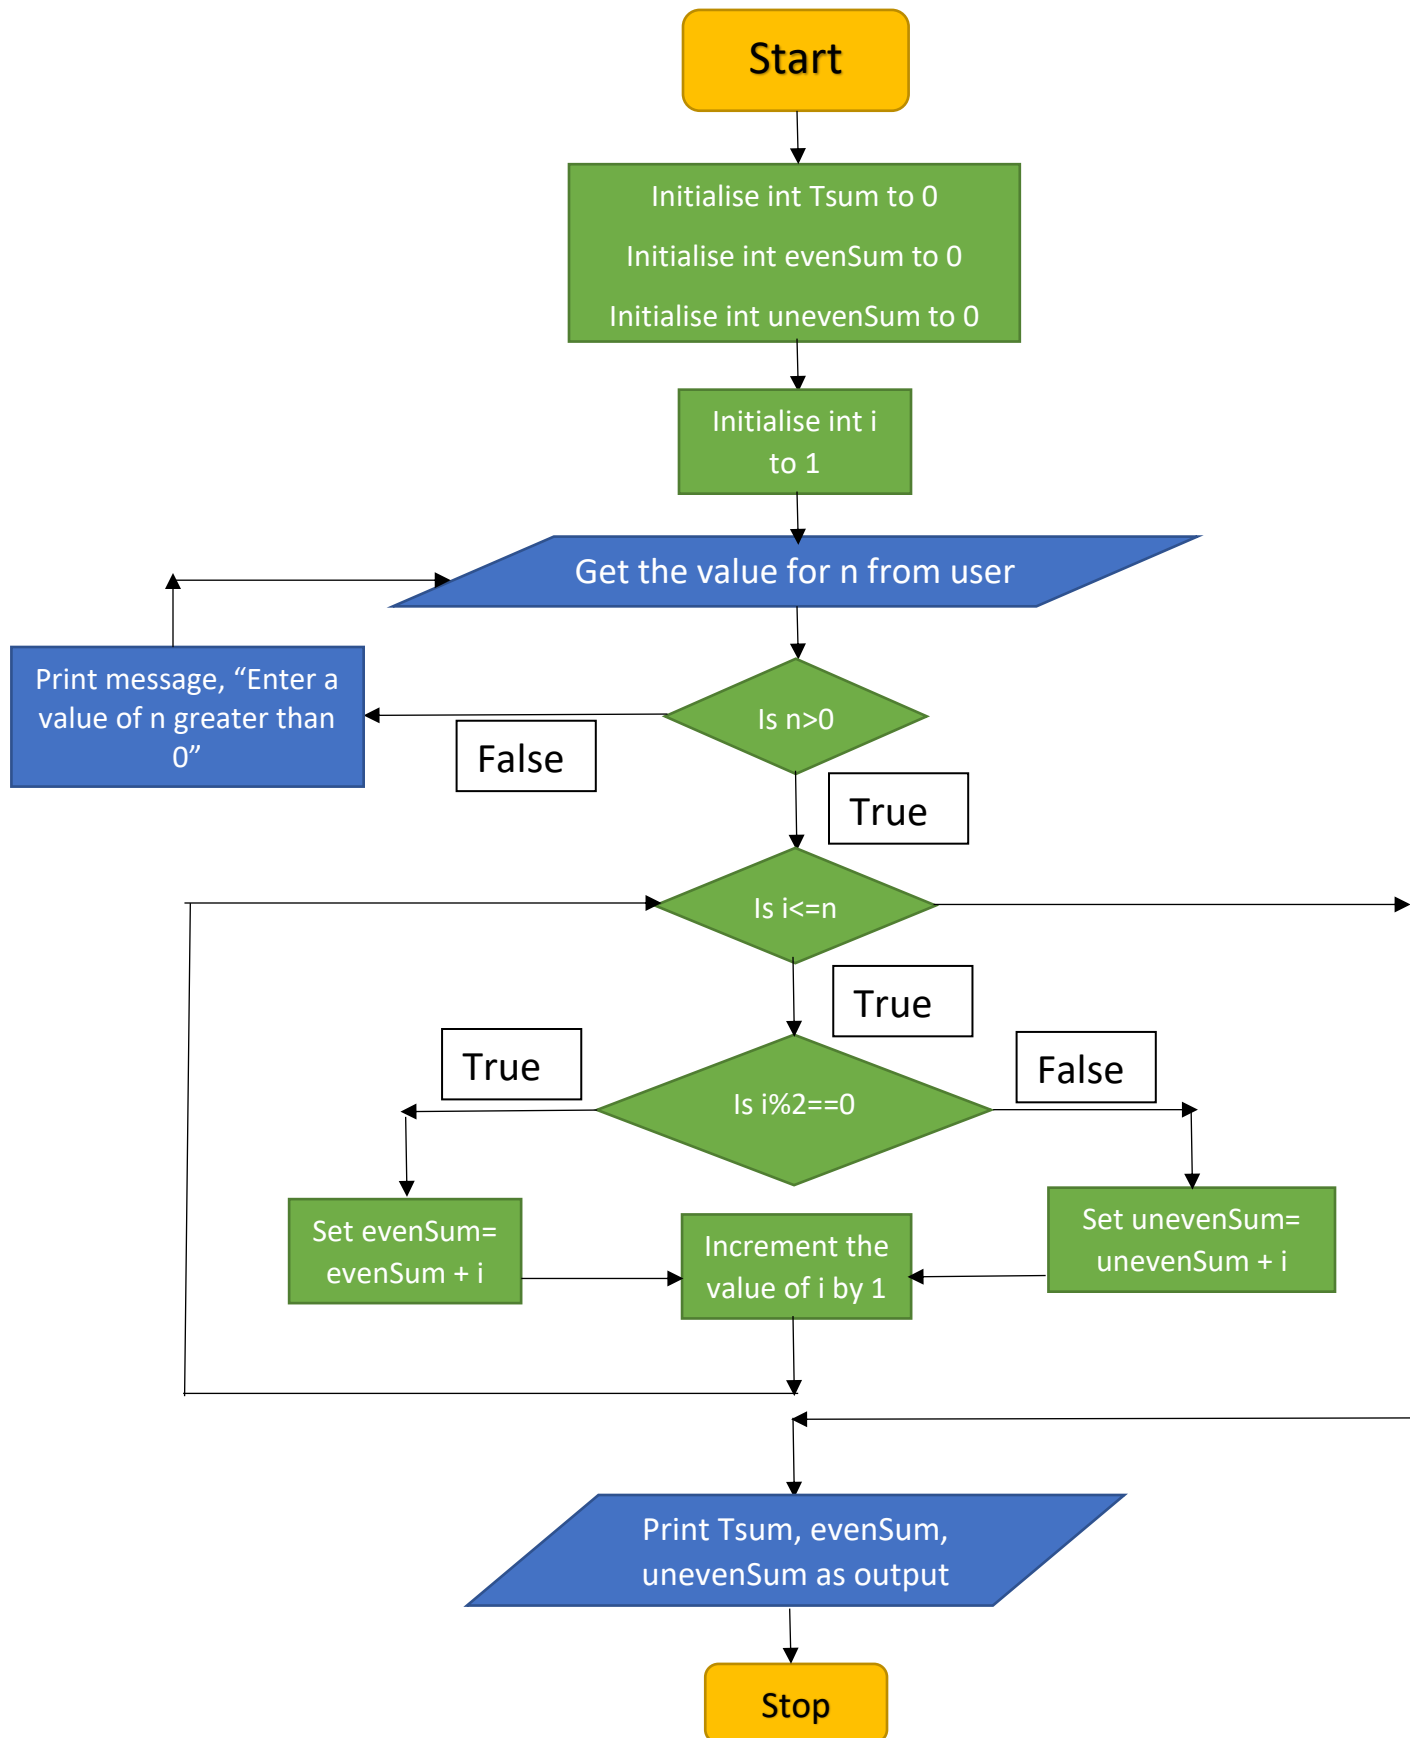 Start
Initialise int Tsum to 0
Initialise int evenSum to 0
Initialise int unevenSum to 0
Initialise int i
to 1
Get the value for n from user
Print message, “Enter a
value of n greater than
0”
Is n>0
False
True
Is i<=n
True
True
False
Is i%2==0
Set evenSum=
evenSum + i
Increment the
value of i by 1
Set unevenSum=
unevenSum + i
Print Tsum, evenSum,
unevenSum as output
Stop